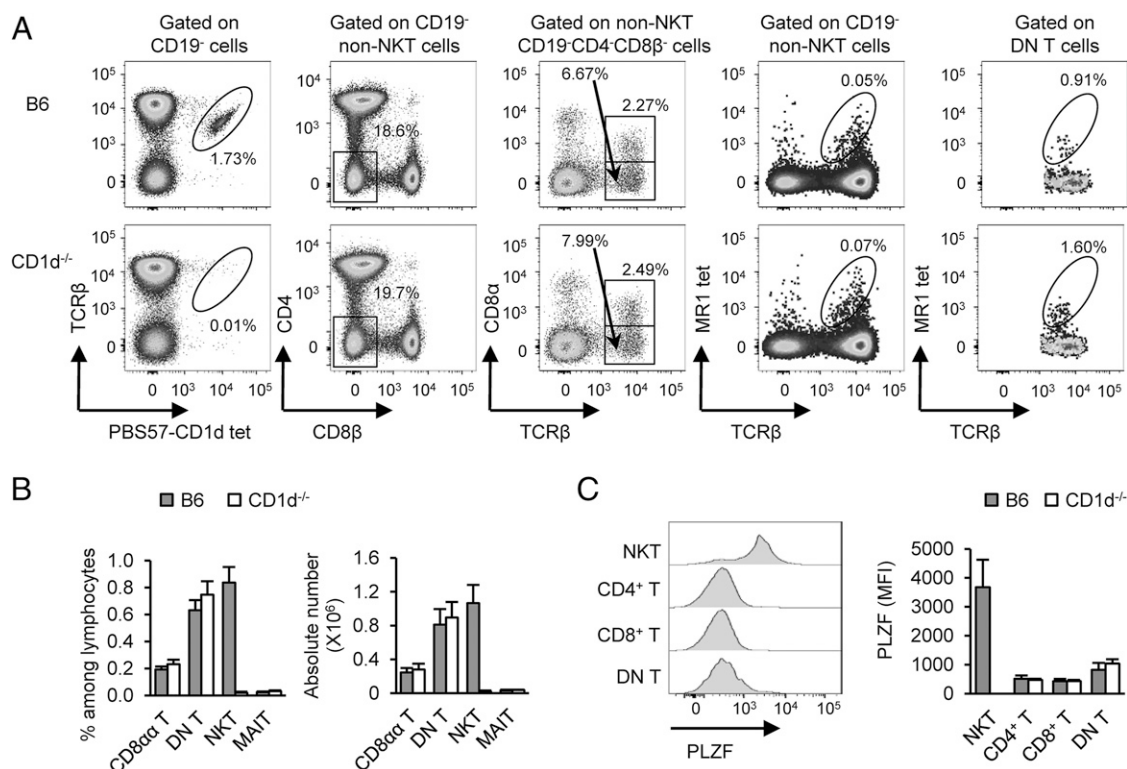 A
Gated on
CD19⁻ cells
Gated on CD19⁻
non-NKT cells
Gated on non-NKT
CD19⁻CD4⁻CD8β⁻ cells
Gated on CD19⁻
non-NKT cells
Gated on
DN T cells
B6
10⁵
10⁴
10³
0
1.73%
10⁴
10³
0
18.6%
6.67%
2.27%
10⁵
10⁴
10³
0
0.05%
10⁵
10⁴
10³
0
0.91%
10⁵
10⁴
10³
0
CD1d⁻/⁻
10⁵
10⁴
10³
0
0.01%
10⁴
10³
0
19.7%
7.99%
2.49%
10⁵
10⁴
10³
0
0.07%
10⁵
10⁴
10³
0
1.60%
10⁵
10⁴
10³
0
TCRβ
CD4
CD8α
MR1 tet
MR1 tet
0 10³ 10⁴ 10⁵
0 10³ 10⁴
0 10³ 10⁴
0 10³ 10⁴ 10⁵
0 10³ 10⁴ 10⁵
PBS57-CD1d tet
CD8β
TCRβ
TCRβ
TCRβ
B
B6 CD1d⁻/⁻
% among lymphocytes
1.0
0.8
0.6
0.4
0.2
0.0
CD8αα T
DN T
NKT
MAIT
Absolute number
(X10⁶)
1.6
1.2
0.8
0.4
0
CD8αα T
DN T
NKT
MAIT
C
NKT
CD4⁺ T
CD8⁺ T
DN T
0 10³ 10⁴ 10⁵
PLZF
B6 CD1d⁻/⁻
PLZF (MFI)
5000
4000
3000
2000
1000
0
NKT
CD4⁺ T
CD8⁺ T
DN T